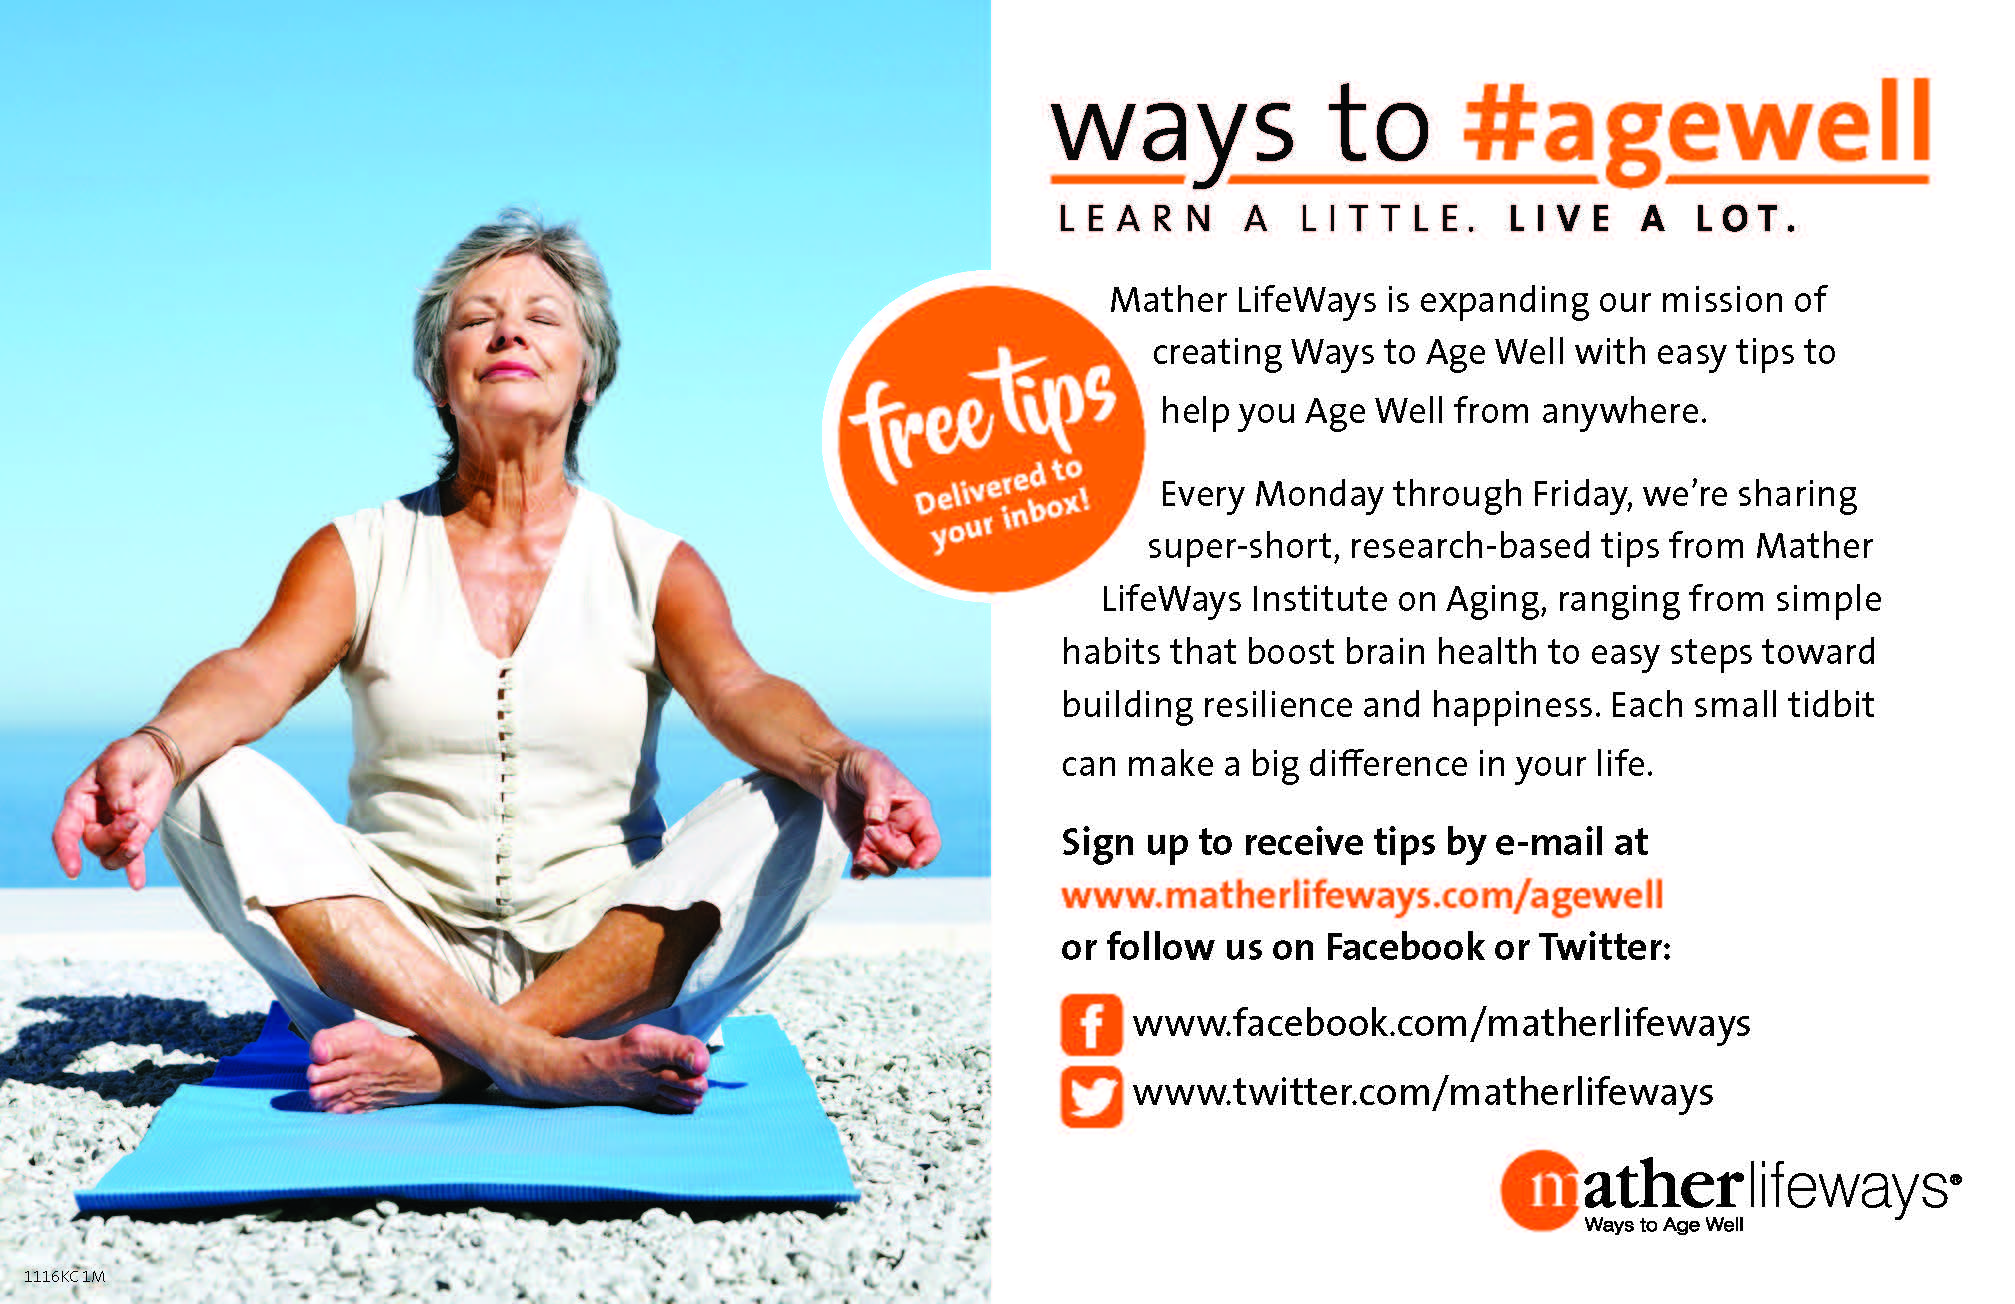 ways to #agewell
LEARN A LITTLE. LIVE A LOT.
free tips
Delivered to
your inbox!
Mather LifeWays is expanding our mission of
creating Ways to Age Well with easy tips to
help you Age Well from anywhere.
Every Monday through Friday, we’re sharing
super-short, research-based tips from Mather
LifeWays Institute on Aging, ranging from simple
habits that boost brain health to easy steps toward
building resilience and happiness. Each small tidbit
can make a big difference in your life.
Sign up to receive tips by e-mail at
www.matherlifeways.com/agewell
or follow us on Facebook or Twitter:
f www.facebook.com/matherlifeways
www.twitter.com/matherlifeways
matherlifeways®
Ways to Age Well
1116KC1M